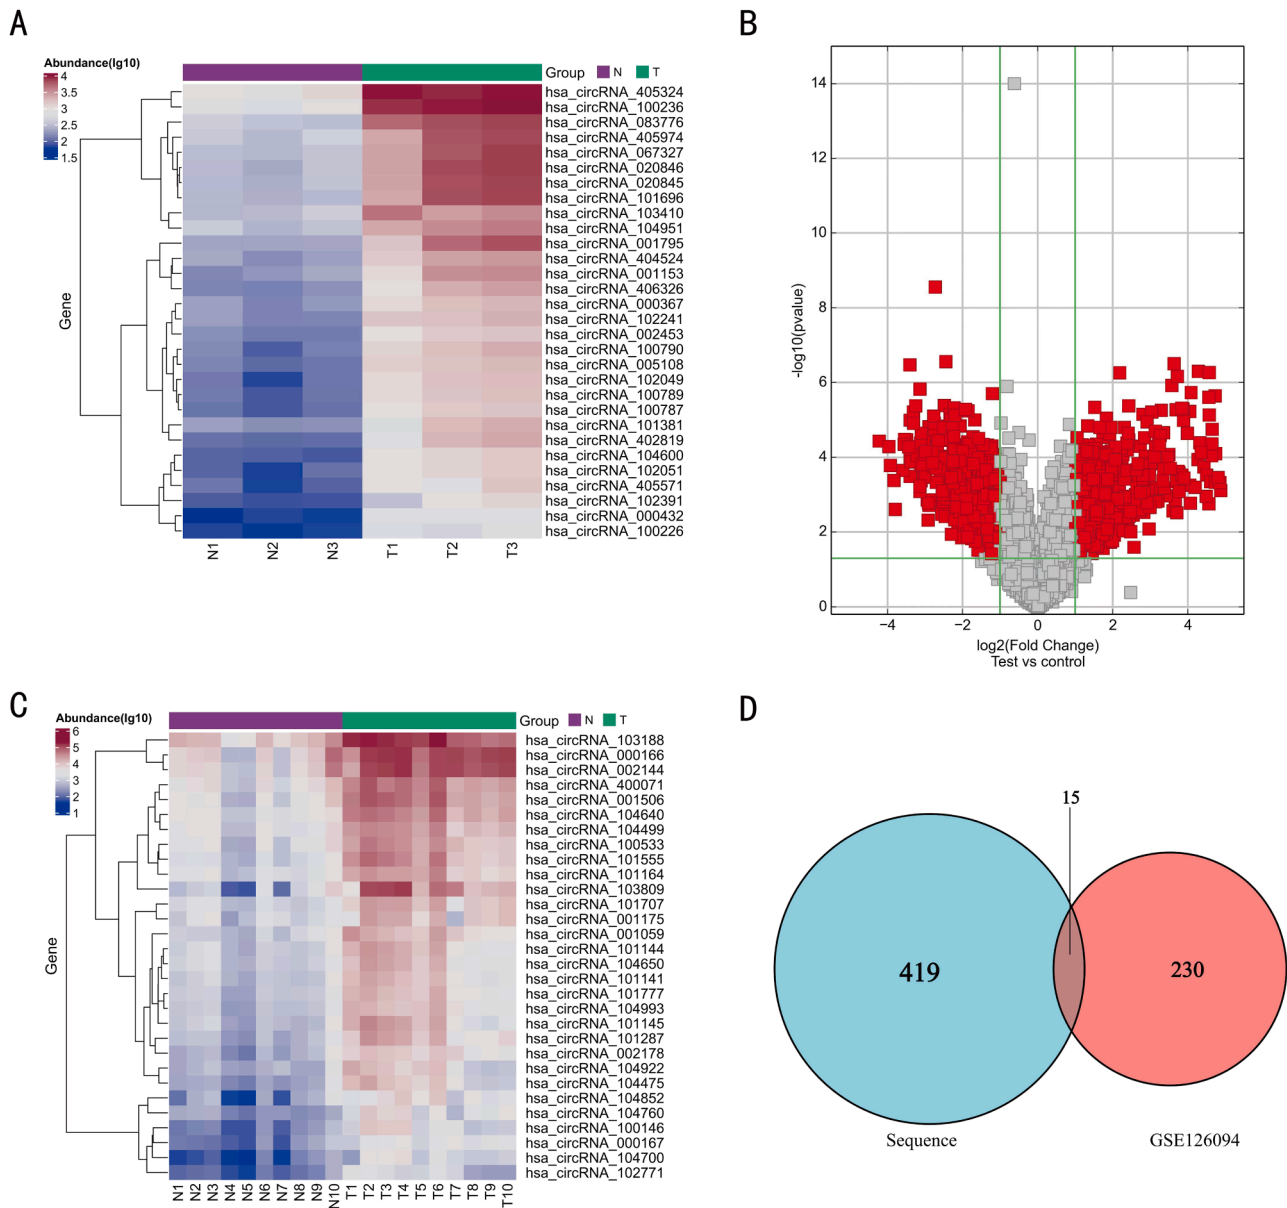 A
Abundance(lg10)
4
3.5
3
2.5
2
1.5
Group N T
hsa_circRNA_405324
hsa_circRNA_100236
hsa_circRNA_083776
hsa_circRNA_405974
hsa_circRNA_067327
hsa_circRNA_020846
hsa_circRNA_020845
hsa_circRNA_101696
hsa_circRNA_103410
hsa_circRNA_104951
hsa_circRNA_001795
hsa_circRNA_404524
hsa_circRNA_001153
hsa_circRNA_406326
hsa_circRNA_000367
hsa_circRNA_102241
hsa_circRNA_002453
hsa_circRNA_100790
hsa_circRNA_005108
hsa_circRNA_102049
hsa_circRNA_100789
hsa_circRNA_100787
hsa_circRNA_101381
hsa_circRNA_402819
hsa_circRNA_104600
hsa_circRNA_102051
hsa_circRNA_405571
hsa_circRNA_102391
hsa_circRNA_000432
hsa_circRNA_100226
Gene
N1 N2 N3 T1 T2 T3
B
14
12
10
8
6
4
2
0
-log10(pvalue)
−4 −2 0 2 4
log2(Fold Change)
Test vs control
C
Abundance(lg10)
6
5
4
3
2
1
Group N T
hsa_circRNA_103188
hsa_circRNA_000166
hsa_circRNA_002144
hsa_circRNA_400071
hsa_circRNA_001506
hsa_circRNA_104640
hsa_circRNA_104499
hsa_circRNA_100533
hsa_circRNA_101555
hsa_circRNA_101164
hsa_circRNA_103809
hsa_circRNA_101707
hsa_circRNA_001175
hsa_circRNA_001059
hsa_circRNA_101144
hsa_circRNA_104650
hsa_circRNA_101141
hsa_circRNA_101777
hsa_circRNA_104993
hsa_circRNA_101145
hsa_circRNA_101287
hsa_circRNA_002178
hsa_circRNA_104922
hsa_circRNA_104475
hsa_circRNA_104852
hsa_circRNA_104760
hsa_circRNA_100146
hsa_circRNA_000167
hsa_circRNA_104700
hsa_circRNA_102771
Gene
N1 N2 N3 N4 N5 N6 N7 N8 N9 N10 T1 T2 T3 T4 T5 T6 T7 T8 T9 T10
D
15
419
230
Sequence
GSE126094